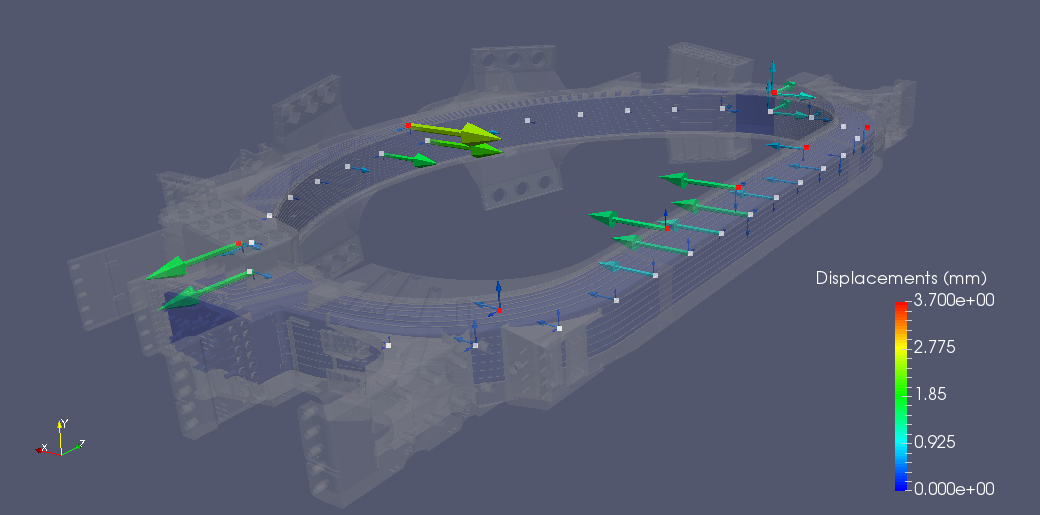 Displacements (mm)
3.700e+00
2.775
1.85
0.925
0.000e+00
Y
X
Z